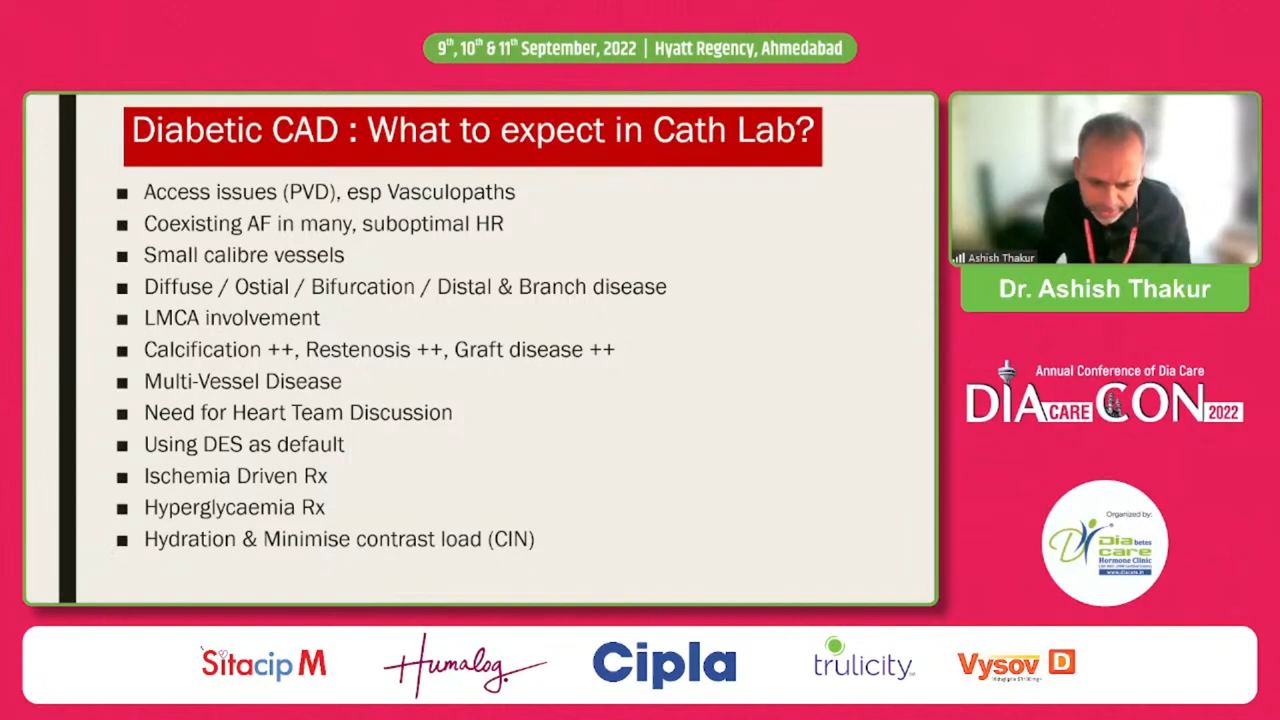 9th, 10th & 11th September, 2022 | Hyatt Regency, Ahmedabad
Diabetic CAD : What to expect in Cath Lab?
■ Access issues (PVD), esp Vasculopaths
■ Coexisting AF in many, suboptimal HR
■ Small calibre vessels
■ Diffuse / Ostial / Bifurcation / Distal & Branch disease
■ LMCA involvement
■ Calcification ++, Restenosis ++, Graft disease ++
■ Multi-Vessel Disease
■ Need for Heart Team Discussion
■ Using DES as default
■ Ischemia Driven Rx
■ Hyperglycaemia Rx
■ Hydration & Minimise contrast load (CIN)
Ashish Thakur
Dr. Ashish Thakur
Annual Conference of Dia Care
DIA CARE CON 2022
Organized by:
Diabetes
care
Hormone Clinic
www.diacare.in
Sitacip M
Humalog
Cipla
trulicity
Vysov D